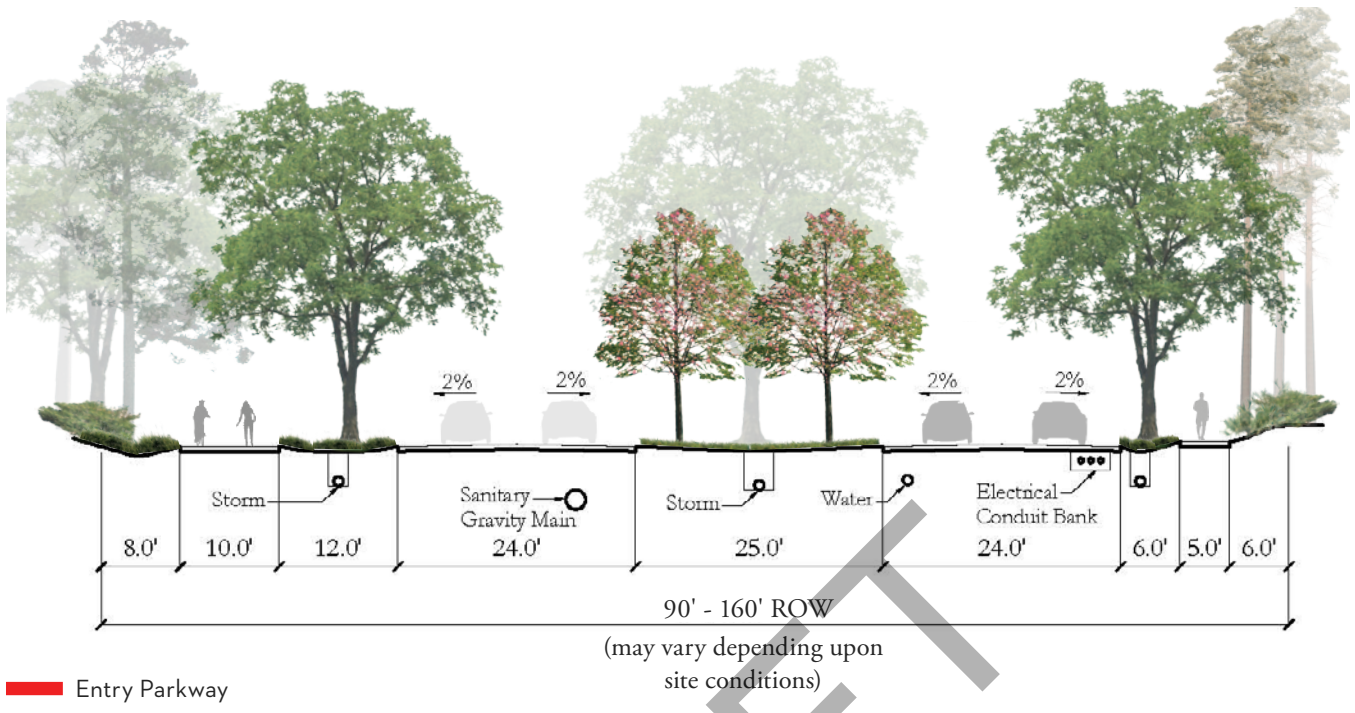 2%
2%
2%
2%
Storm
Sanitary
Gravity Main
Storm
Water
Electrical
Conduit Bank
8.0'
10.0'
12.0'
24.0'
25.0'
24.0'
6.0'
5.0'
6.0'
90' - 160' ROW
(may vary depending upon
site conditions)
Entry Parkway